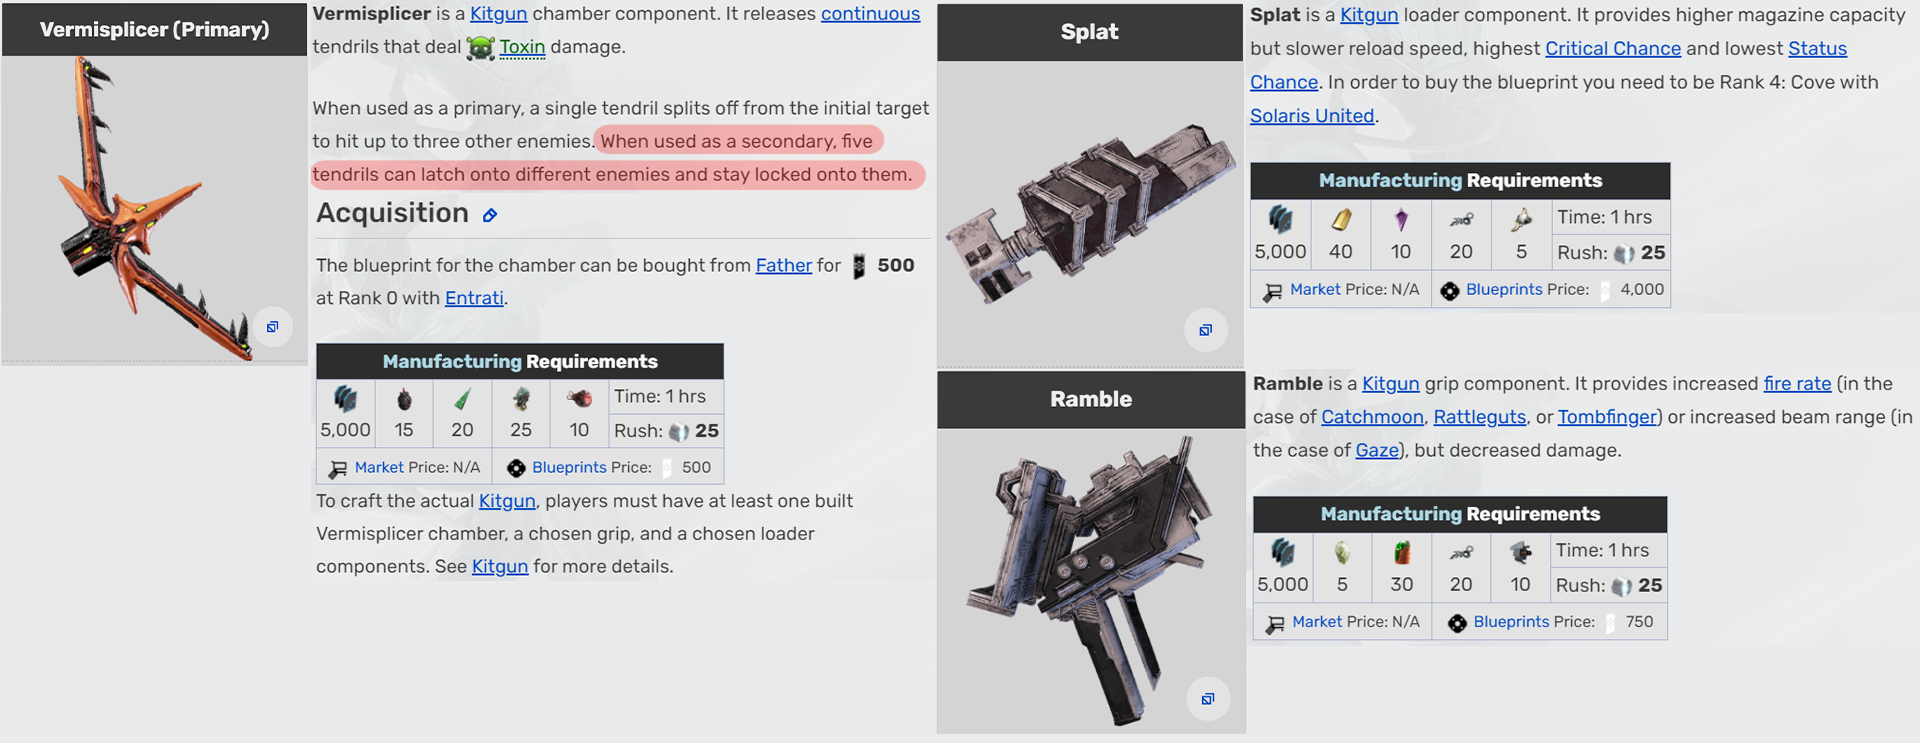 Vermisplicer (Primary)
Vermisplicer is a Kitgun chamber component. It releases continuous
tendrils that deal Toxin damage.
When used as a primary, a single tendril splits off from the initial target
to hit up to three other enemies. When used as a secondary, five
tendrils can latch onto different enemies and stay locked onto them.
Acquisition
The blueprint for the chamber can be bought from Father for 500
at Rank 0 with Entrati.
Manufacturing Requirements
5,000 15 20 25 10
Time: 1 hrs
Rush: 25
Market Price: N/A
Blueprints Price: 500
To craft the actual Kitgun, players must have at least one built
Vermisplicer chamber, a chosen grip, and a chosen loader
components. See Kitgun for more details.
Splat
Splat is a Kitgun loader component. It provides higher magazine capacity
but slower reload speed, highest Critical Chance and lowest Status
Chance. In order to buy the blueprint you need to be Rank 4: Cove with
Solaris United.
Manufacturing Requirements
5,000 40 10 20 5
Time: 1 hrs
Rush: 25
Market Price: N/A
Blueprints Price: 4,000
Ramble
Ramble is a Kitgun grip component. It provides increased fire rate (in the
case of Catchmoon, Rattleguts, or Tombfinger) or increased beam range (in
the case of Gaze), but decreased damage.
Manufacturing Requirements
5,000 5 30 20 10
Time: 1 hrs
Rush: 25
Market Price: N/A
Blueprints Price: 750